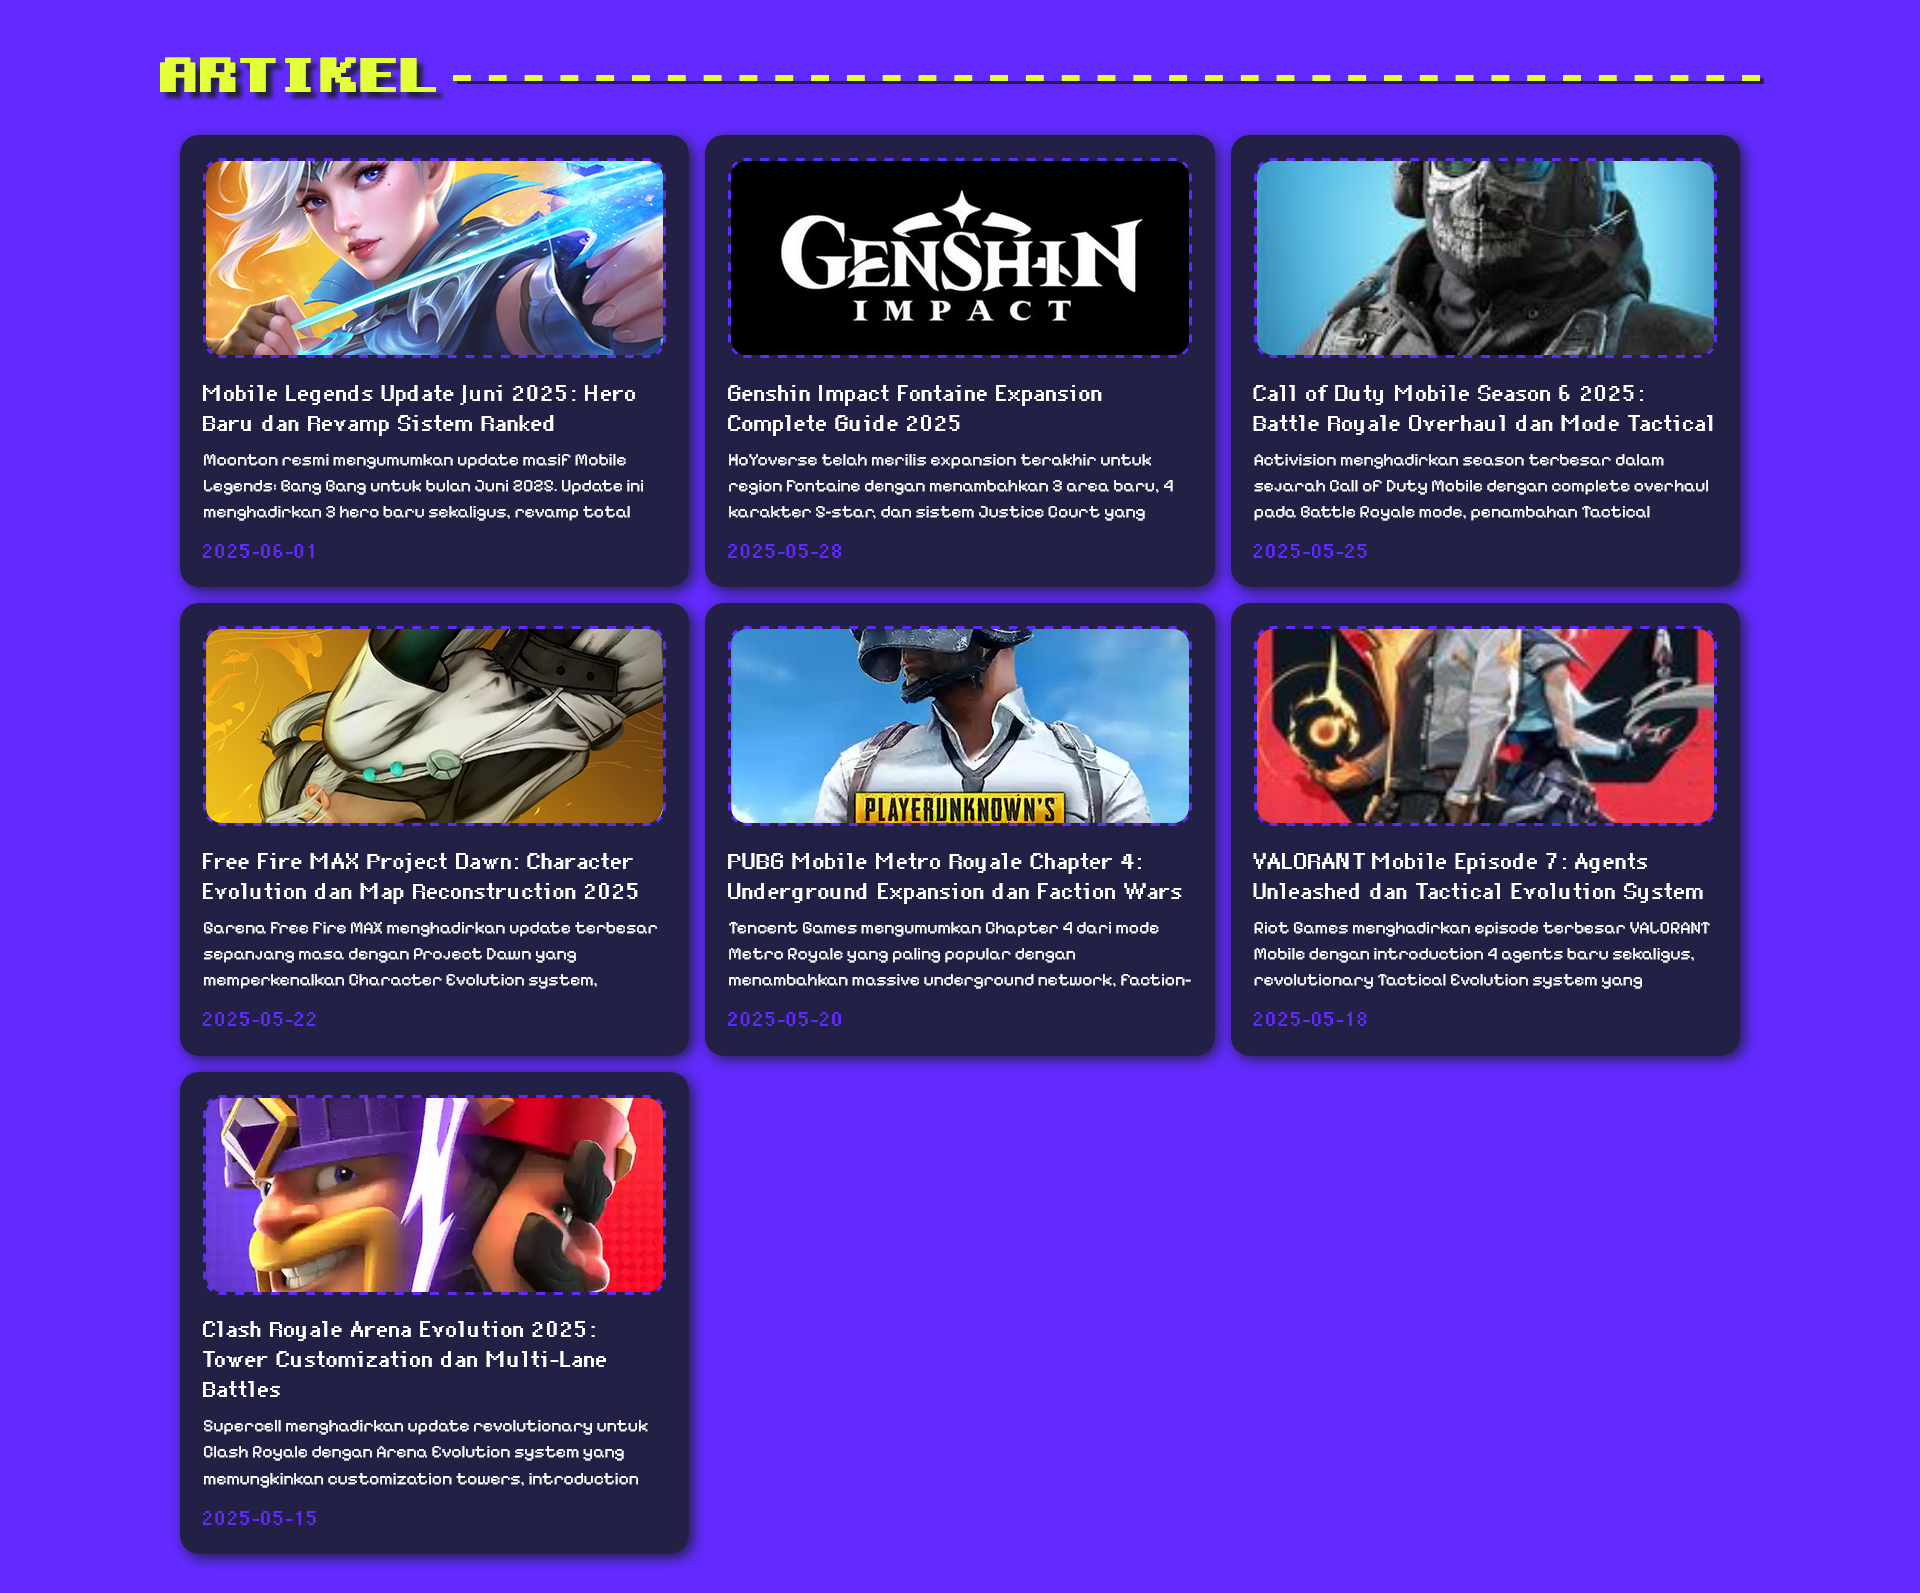 ARTIKEL
GENSHIN
IMPACT
Mobile Legends Update Juni 2025: Hero
Baru dan Revamp Sistem Ranked
Moonton resmi mengumumkan update masif Mobile
Legends: Bang Bang untuk bulan Juni 2025. Update ini
menghadirkan 3 hero baru sekaligus, revamp total
2025-06-01
Genshin Impact Fontaine Expansion
Complete Guide 2025
HoYoverse telah merilis expansion terakhir untuk
region Fontaine dengan menambahkan 3 area baru, 4
karakter 5-star, dan sistem Justice Court yang
2025-05-28
Call of Duty Mobile Season 6 2025:
Battle Royale Overhaul dan Mode Tactical
Activision menghadirkan season terbesar dalam
sejarah Call of Duty Mobile dengan complete overhaul
pada Battle Royale mode, penambahan Tactical
2025-05-25
PLAYERUNKNOWN'S
Free Fire MAX Project Dawn: Character
Evolution dan Map Reconstruction 2025
Garena Free Fire MAX menghadirkan update terbesar
sepanjang masa dengan Project Dawn yang
memperkenalkan Character Evolution system,
2025-05-22
PUBG Mobile Metro Royale Chapter 4:
Underground Expansion dan Faction Wars
Tencent Games mengumumkan Chapter 4 dari mode
Metro Royale yang paling popular dengan
menambahkan massive underground network, faction-
2025-05-20
VALORANT Mobile Episode 7: Agents
Unleashed dan Tactical Evolution System
Riot Games menghadirkan episode terbesar VALORANT
Mobile dengan introduction 4 agents baru sekaligus,
revolutionary Tactical Evolution system yang
2025-05-18
Clash Royale Arena Evolution 2025:
Tower Customization dan Multi-Lane
Battles
Supercell menghadirkan update revolutionary untuk
Clash Royale dengan Arena Evolution system yang
memungkinkan customization towers, introduction
2025-05-15